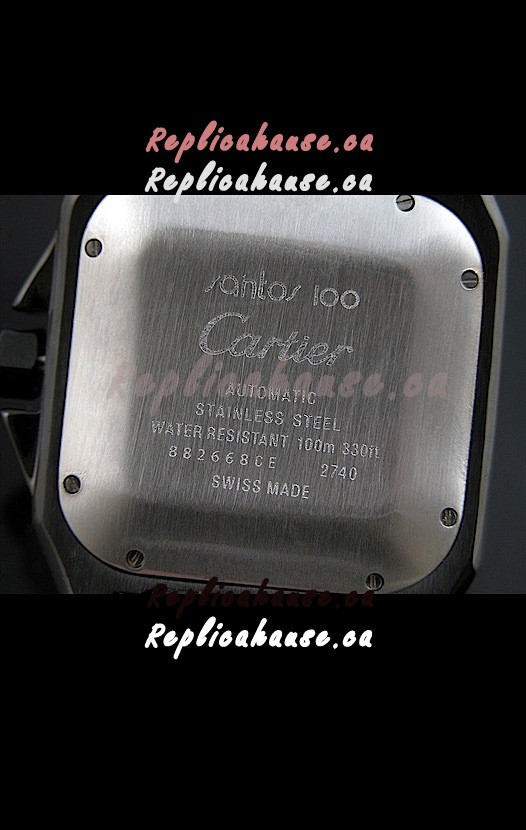 Replicahause.ca
Replicahause.ca
santos 100
Cartier
Replicahause.ca
AUTOMATIC
STAINLESS STEEL
WATER RESISTANT 100m 330TL
882668CE 2740
SWISS MADE
Replicahause.ca
Replicahause.ca